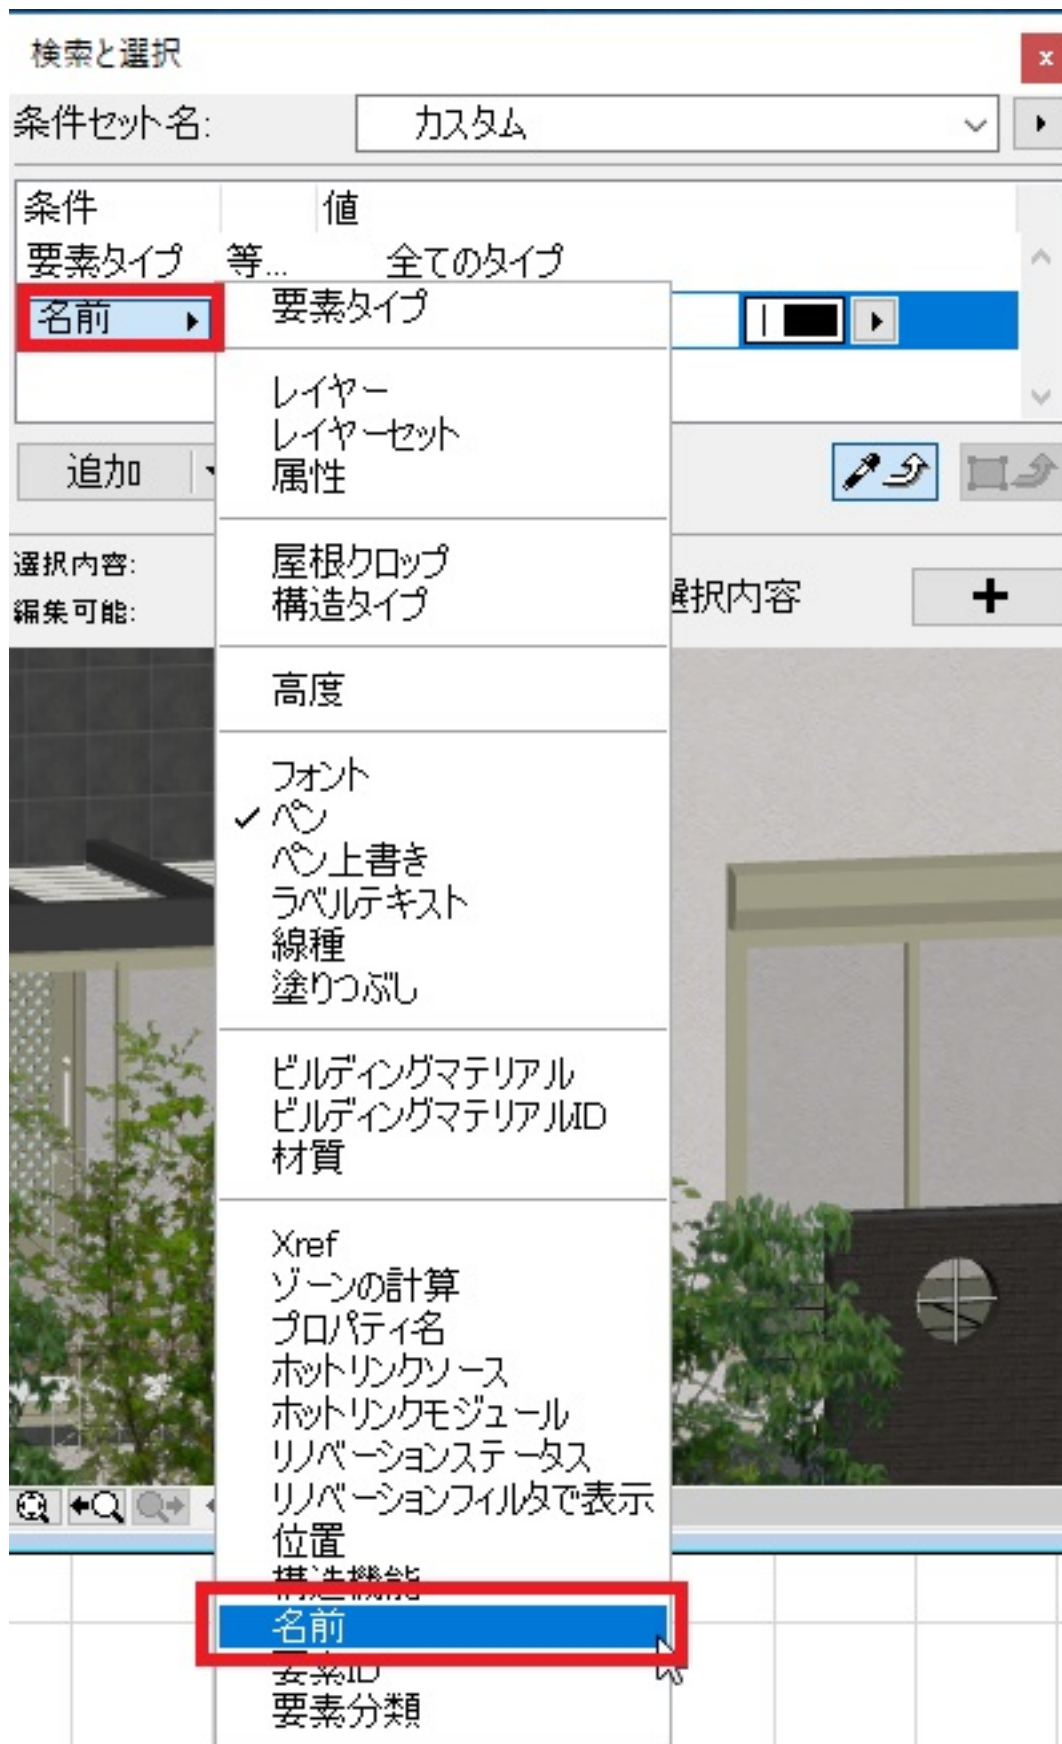 検索と選択
x
条件セット名:
カスタム
条件 値
要素タイプ 等... 全てのタイプ
名前
追加
選択内容:
編集可能:
選択内容
要素タイプ
レイヤー
レイヤーセット
属性
屋根クロップ
構造タイプ
高度
フォント
ペン
ペン上書き
ラベルテキスト
線種
塗りつぶし
ビルディングマテリアル
ビルディングマテリアルID
材質
Xref
ゾーンの計算
プロパティ名
ホットリンクソース
ホットリンクモジュール
リノベーションステータス
リノベーションフィルタで表示
位置
構造機能
名前
要素ID
要素分類